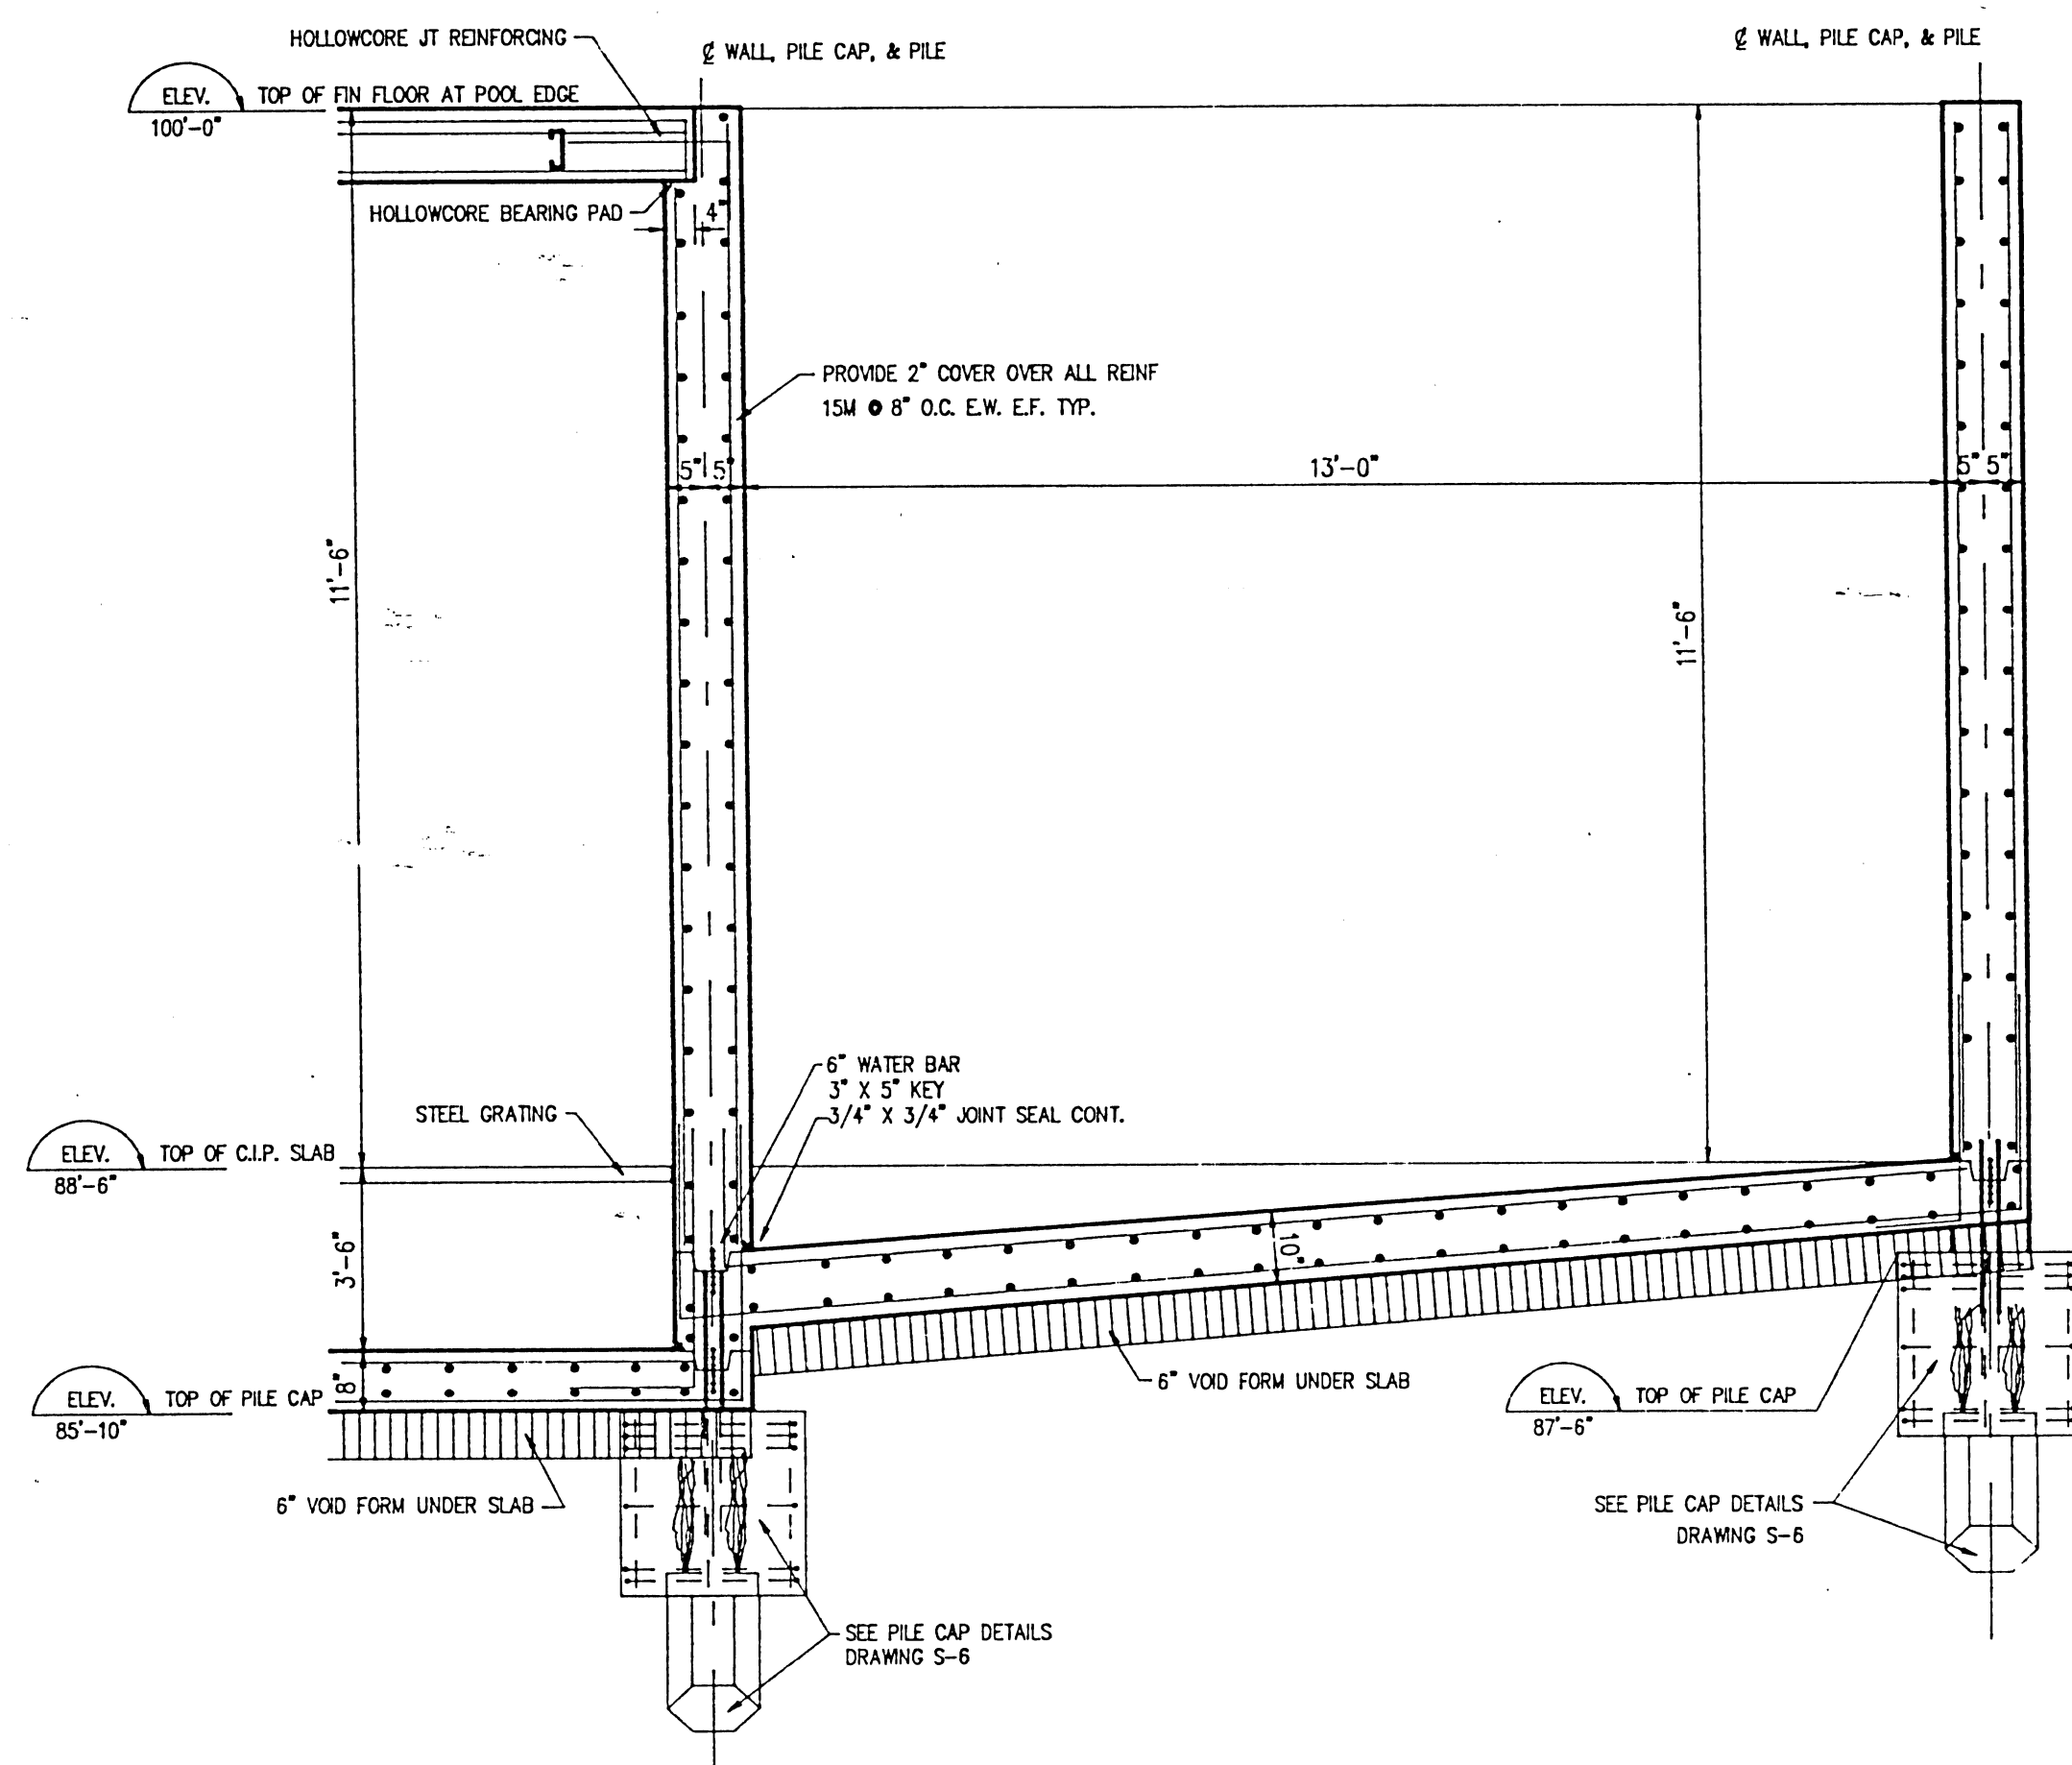 HOLLOWCORE JT REINFORCING
℄ WALL, PILE CAP, & PILE
℄ WALL, PILE CAP, & PILE
ELEV. TOP OF FIN FLOOR AT POOL EDGE
100'-0"
HOLLOWCORE BEARING PAD
4"
PROVIDE 2" COVER OVER ALL REINF
15M @ 8" O.C. E.W. E.F. TYP.
5" 5"
13'-0"
5" 5"
11'-6"
11'-6"
6" WATER BAR
3" X 5" KEY
3/4" X 3/4" JOINT SEAL CONT.
STEEL GRATING
ELEV. TOP OF C.I.P. SLAB
88'-6"
3'-6"
10"
8"
6" VOID FORM UNDER SLAB
ELEV. TOP OF PILE CAP
85'-10"
ELEV. TOP OF PILE CAP
87'-6"
6" VOID FORM UNDER SLAB
SEE PILE CAP DETAILS
DRAWING S-6
SEE PILE CAP DETAILS
DRAWING S-6